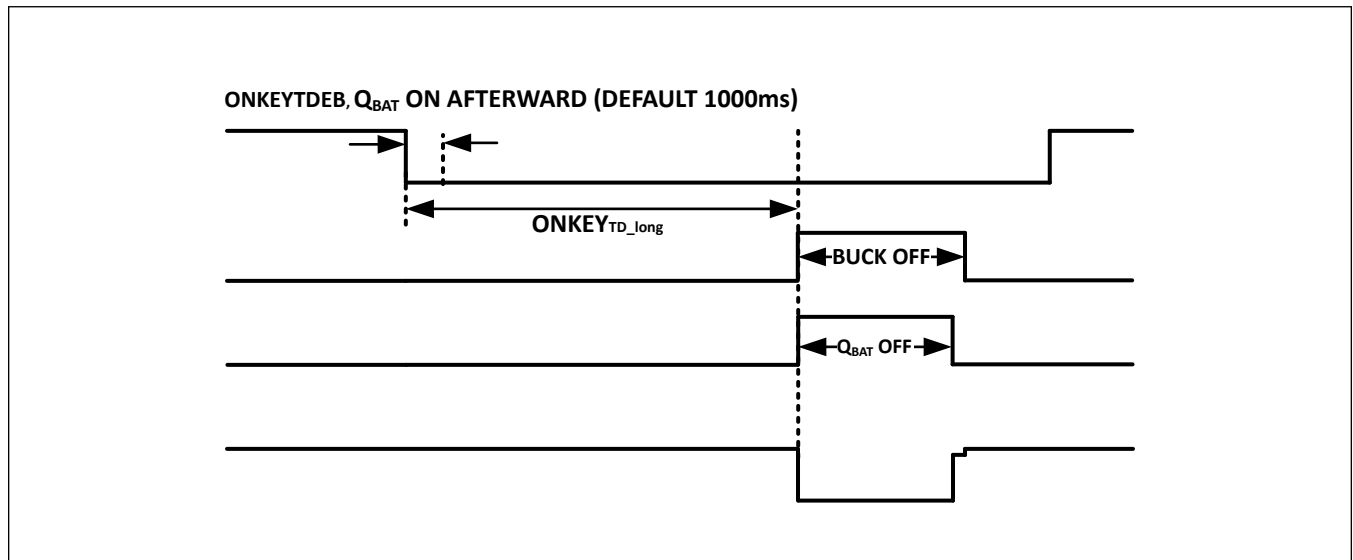 ONKEYTDEB, QBAT ON AFTERWARD (DEFAULT 1000ms)
ONKEYTD_long
BUCK OFF
QBAT OFF